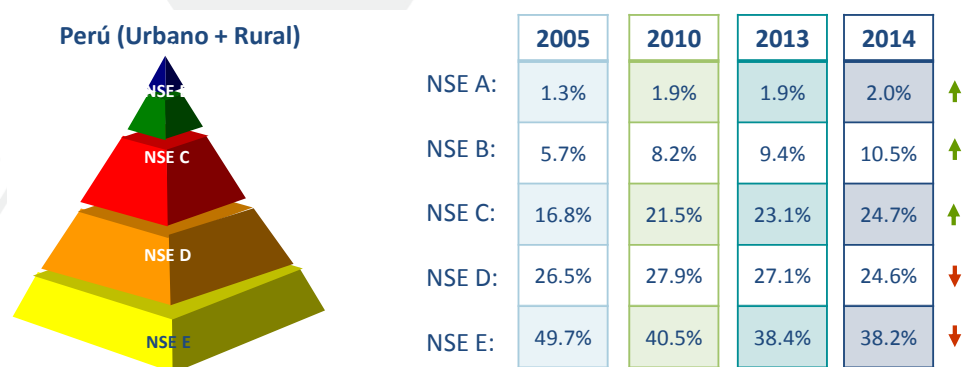 Perú (Urbano + Rural)
NSE
NSE C
NSE D
NSE E
2005 2010 2013 2014
NSE A: 1.3% 1.9% 1.9% 2.0%
NSE B: 5.7% 8.2% 9.4% 10.5%
NSE C: 16.8% 21.5% 23.1% 24.7%
NSE D: 26.5% 27.9% 27.1% 24.6%
NSE E: 49.7% 40.5% 38.4% 38.2%